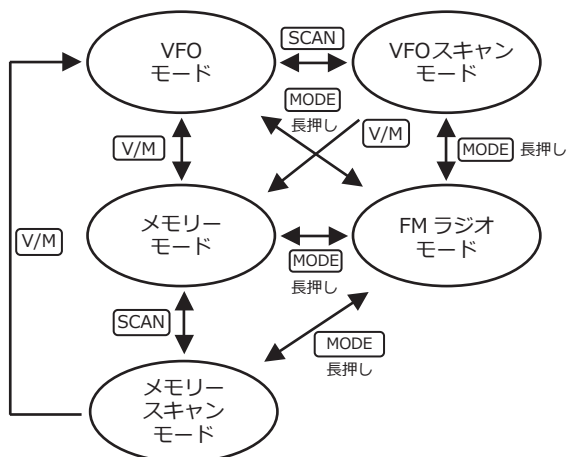 VFO
モード
SCAN
VFOスキャン
モード
MODE
長押し
V/M
V/M
MODE 長押し
V/M
メモリー
モード
FM ラジオ
モード
MODE
長押し
SCAN
MODE
長押し
メモリー
スキャン
モード